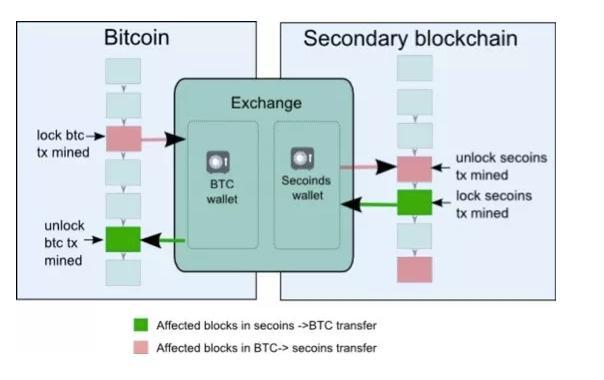 Bitcoin
Secondary blockchain
Exchange
lock btc
tx mined
BTC
wallet
Secoinds
wallet
unlock secoins
tx mined
lock secoins
tx mined
unlock
btc tx
mined
Affected blocks in secoins ->BTC transfer
Affected blocks in BTC-> secoins transfer